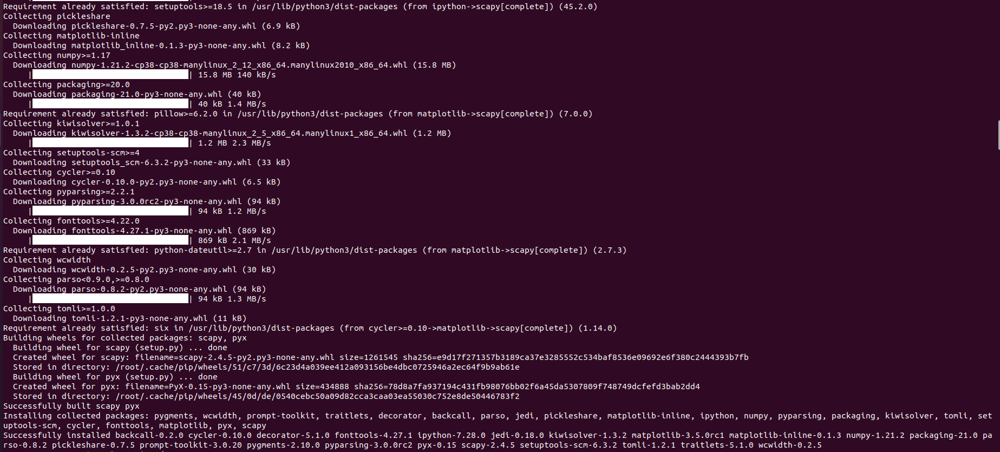 Requirement already satisfied: setuptools>=18.5 in /usr/lib/python3/dist-packages (from ipython->scapy[complete]) (45.2.0)
Collecting pickleshare
  Downloading pickleshare-0.7.5-py2.py3-none-any.whl (6.9 kB)
Collecting matplotlib-inline
  Downloading matplotlib_inline-0.1.3-py3-none-any.whl (8.2 kB)
Collecting numpy>=1.17
  Downloading numpy-1.21.2-cp38-cp38-manylinux_2_12_x86_64.manylinux2010_x86_64.whl (15.8 MB)
     | | 15.8 MB 140 kB/s
Collecting packaging>=20.0
  Downloading packaging-21.0-py3-none-any.whl (40 kB)
     | | 40 kB 1.4 MB/s
Requirement already satisfied: pillow>=6.2.0 in /usr/lib/python3/dist-packages (from matplotlib->scapy[complete]) (7.0.0)
Collecting kiwisolver>=1.0.1
  Downloading kiwisolver-1.3.2-cp38-cp38-manylinux_2_5_x86_64.manylinux1_x86_64.whl (1.2 MB)
     | | 1.2 MB 2.3 MB/s
Collecting setuptools-scm>=4
  Downloading setuptools_scm-6.3.2-py3-none-any.whl (33 kB)
Collecting cycler>=0.10
  Downloading cycler-0.10.0-py2.py3-none-any.whl (6.5 kB)
Collecting pyparsing>=2.2.1
  Downloading pyparsing-3.0.0rc2-py3-none-any.whl (94 kB)
     | | 94 kB 1.2 MB/s
Collecting fonttools>=4.22.0
  Downloading fonttools-4.27.1-py3-none-any.whl (869 kB)
     | | 869 kB 2.1 MB/s
Requirement already satisfied: python-dateutil>=2.7 in /usr/lib/python3/dist-packages (from matplotlib->scapy[complete]) (2.7.3)
Collecting wcwidth
  Downloading wcwidth-0.2.5-py2.py3-none-any.whl (30 kB)
Collecting parso<0.9.0,>=0.8.0
  Downloading parso-0.8.2-py2.py3-none-any.whl (94 kB)
     | | 94 kB 1.3 MB/s
Collecting tomli>=1.0.0
  Downloading tomli-1.2.1-py3-none-any.whl (11 kB)
Requirement already satisfied: six in /usr/lib/python3/dist-packages (from cycler>=0.10->matplotlib->scapy[complete]) (1.14.0)
Building wheels for collected packages: scapy, pyx
  Building wheel for scapy (setup.py) ... done
  Created wheel for scapy: filename=scapy-2.4.5-py2.py3-none-any.whl size=1261545 sha256=e9d17f271357b3189ca37e3285552c534baf8536e09692e6f380c2444393b7fb
  Stored in directory: /root/.cache/pip/wheels/51/c7/3d/6c23d4a039ee412a093156be4dbc0725946a2ec64f9b9ab61e
  Building wheel for pyx (setup.py) ... done
  Created wheel for pyx: filename=PyX-0.15-py3-none-any.whl size=434888 sha256=78d8a7fa937194c431fb98076bb02f6a45da5307809f748749dcfefd3bab2dd4
  Stored in directory: /root/.cache/pip/wheels/45/0d/de/0540cebc50a09d82cca3caa03ea55030c752e8de50446783f2
Successfully built scapy pyx
Installing collected packages: pygments, wcwidth, prompt-toolkit, traitlets, decorator, backcall, parso, jedi, pickleshare, matplotlib-inline, ipython, numpy, pyparsing, packaging, kiwisolver, tomli, set
uptools-scm, cycler, fonttools, matplotlib, pyx, scapy
Successfully installed backcall-0.2.0 cycler-0.10.0 decorator-5.1.0 fonttools-4.27.1 ipython-7.28.0 jedi-0.18.0 kiwisolver-1.3.2 matplotlib-3.5.0rc1 matplotlib-inline-0.1.3 numpy-1.21.2 packaging-21.0 pa
rso-0.8.2 pickleshare-0.7.5 prompt-toolkit-3.0.20 pygments-2.10.0 pyparsing-3.0.0rc2 pyx-0.15 scapy-2.4.5 setuptools-scm-6.3.2 tomli-1.2.1 traitlets-5.1.0 wcwidth-0.2.5